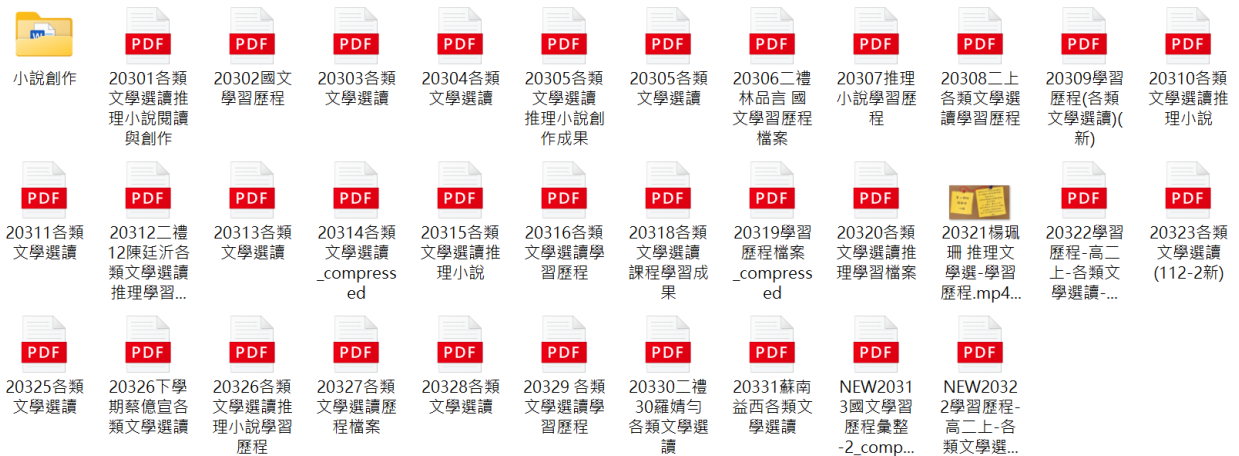 W
小說創作
PDF
20301各類
文學選讀推
理小說閱讀
與創作
PDF
20302國文
學習歷程
PDF
20303各類
文學選讀
PDF
20304各類
文學選讀
PDF
20305各類
文學選讀
推理小說創
作成果
PDF
20305各類
文學選讀
PDF
20306二禮
林品言 國
文學習歷程
檔案
PDF
20307推理
小說學習歷
程
PDF
20308二上
各類文學選
讀學習歷程
PDF
20309學習
歷程(各類
文學選讀)(
新)
PDF
20310各類
文學選讀推
理小說
PDF
20311各類
文學選讀
PDF
20312二禮
12陳廷沂各
類文學選讀
推理學習...
PDF
20313各類
文學選讀
PDF
20314各類
文學選讀
_compress
ed
PDF
20315各類
文學選讀推
理小說
PDF
20316各類
文學選讀學
習歷程
PDF
20318各類
文學選讀
課程學習成
果
PDF
20319學習
歷程檔案
_compress
ed
PDF
20320各類
文學選讀推
理學習檔案
20321楊珮
珊 推理文
學選-學習
歷程.mp4...
PDF
20322學習
歷程-高二
上-各類文
學選讀-...
PDF
20323各類
文學選讀
(112-2新)
PDF
20325各類
文學選讀
PDF
20326下學
期蔡億宣各
類文學選讀
PDF
20326各類
文學選讀推
理小說學習
歷程
PDF
20327各類
文學選讀歷
程檔案
PDF
20328各類
文學選讀
PDF
20329 各類
文學選讀學
習歷程
PDF
20330二禮
30羅婧勻
各類文學選
讀
PDF
20331蘇南
益西各類文
學選讀
PDF
NEW2031
3國文學習
歷程彙整
-2_comp...
PDF
NEW2032
2學習歷程-
高二上-各
類文學選...